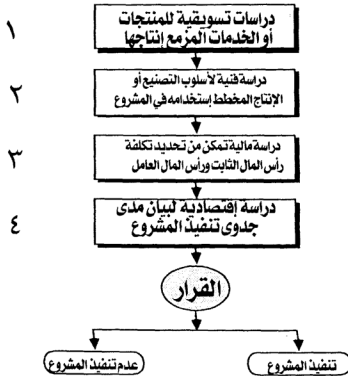 ١
دراسات تسويقية للمنتجات
أو الخدمات المزمع إنتاجها
٢
دراسة فنية لأسلوب التصنيع أو
الإنتاج المخطط إستخدامه في المشروع
٣
دراسة مالية تمكن من تحديد تكلفة
رأس المال الثابت ورأس المال العامل
٤
دراسة إقتصادية لبيان مدى
جدوى تنفيذ المشروع
القرار
تنفيذ المشروع
عدم تنفيذ المشروع